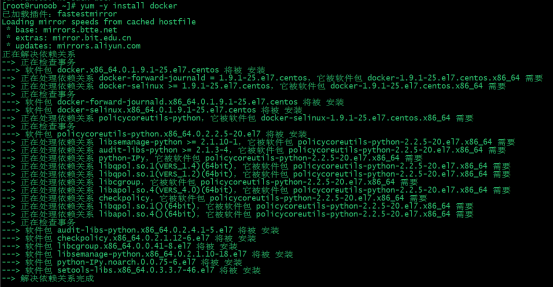 [root@runoob ~]# yum -y install docker
已加载插件：fastestmirror
Loading mirror speeds from cached hostfile
 * base: mirrors.btte.net
 * extras: mirror.bit.edu.cn
 * updates: mirrors.aliyun.com
正在解决依赖关系
--> 正在检查事务
---> 软件包 docker.x86_64.0.1.9.1-25.el7.centos 将被 安装
--> 正在处理依赖关系 docker-forward-journald = 1.9.1-25.el7.centos，它被软件包 docker-1.9.1-25.el7.centos.x86_64 需要
--> 正在处理依赖关系 docker-selinux >= 1.9.1-25.el7.centos，它被软件包 docker-1.9.1-25.el7.centos.x86_64 需要
--> 正在检查事务
---> 软件包 docker-forward-journald.x86_64.0.1.9.1-25.el7.centos 将被 安装
---> 软件包 docker-selinux.x86_64.0.1.9.1-25.el7.centos 将被 安装
--> 正在处理依赖关系 policycoreutils-python，它被软件包 docker-selinux-1.9.1-25.el7.centos.x86_64 需要
--> 正在检查事务
---> 软件包 policycoreutils-python.x86_64.0.2.2.5-20.el7 将被 安装
--> 正在处理依赖关系 libsemanage-python >= 2.1.10-1，它被软件包 policycoreutils-python-2.2.5-20.el7.x86_64 需要
--> 正在处理依赖关系 audit-libs-python >= 2.1.3-4，它被软件包 policycoreutils-python-2.2.5-20.el7.x86_64 需要
--> 正在处理依赖关系 python-IPy，它被软件包 policycoreutils-python-2.2.5-20.el7.x86_64 需要
--> 正在处理依赖关系 libqpol.so.1(VERS_1.4)(64bit)，它被软件包 policycoreutils-python-2.2.5-20.el7.x86_64 需要
--> 正在处理依赖关系 libqpol.so.1(VERS_1.2)(64bit)，它被软件包 policycoreutils-python-2.2.5-20.el7.x86_64 需要
--> 正在处理依赖关系 libcgroup，它被软件包 policycoreutils-python-2.2.5-20.el7.x86_64 需要
--> 正在处理依赖关系 libapol.so.4(VERS_4.0)(64bit)，它被软件包 policycoreutils-python-2.2.5-20.el7.x86_64 需要
--> 正在处理依赖关系 checkpolicy，它被软件包 policycoreutils-python-2.2.5-20.el7.x86_64 需要
--> 正在处理依赖关系 libqpol.so.1()(64bit)，它被软件包 policycoreutils-python-2.2.5-20.el7.x86_64 需要
--> 正在处理依赖关系 libapol.so.4()(64bit)，它被软件包 policycoreutils-python-2.2.5-20.el7.x86_64 需要
--> 正在检查事务
---> 软件包 audit-libs-python.x86_64.0.2.4.1-5.el7 将被 安装
---> 软件包 checkpolicy.x86_64.0.2.1.12-6.el7 将被 安装
---> 软件包 libcgroup.x86_64.0.0.41-8.el7 将被 安装
---> 软件包 libsemanage-python.x86_64.0.2.1.10-18.el7 将被 安装
---> 软件包 python-IPy.noarch.0.0.75-6.el7 将被 安装
---> 软件包 setools-libs.x86_64.0.3.3.7-46.el7 将被 安装
--> 解决依赖关系完成